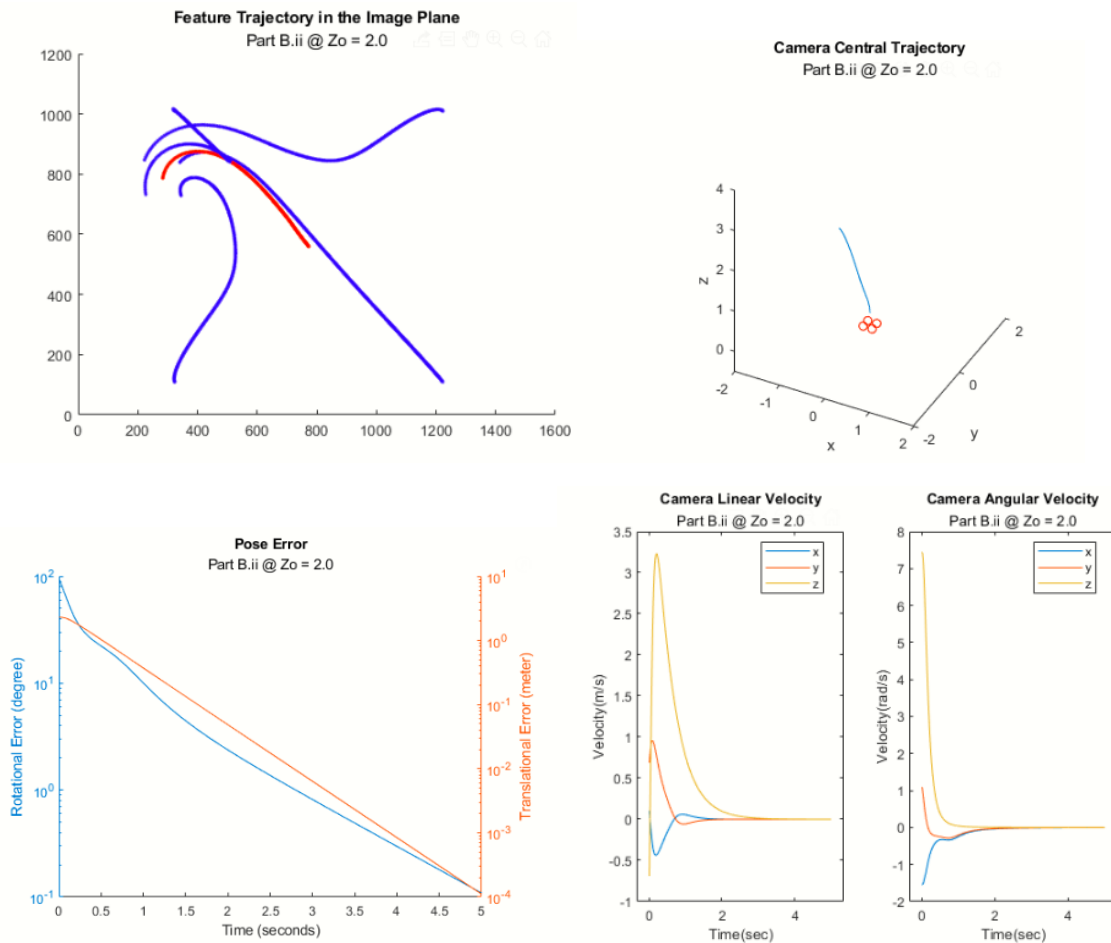 Feature Trajectory in the Image Plane
Part B.ii @ Zo = 2.0
1200
1000
800
600
400
200
0
0 200 400 600 800 1000 1200 1400 1600
Camera Central Trajectory
Part B.ii @ Zo = 2.0
4
3
2
1
0
z
-2
-1
0
1
2
x
-2
0
2
y
Pose Error
Part B.ii @ Zo = 2.0
10^2
10^1
10^0
10^-1
Rotational Error (degree)
10^1
10^0
10^-1
10^-2
10^-3
10^-4
Translational Error (meter)
0 0.5 1 1.5 2 2.5 3 3.5 4 4.5 5
Time (seconds)
Camera Linear Velocity
Part B.ii @ Zo = 2.0
3.5
3
2.5
2
1.5
1
0.5
0
-0.5
-1
Velocity(m/s)
x
y
z
0 2 4
Time(sec)
Camera Angular Velocity
Part B.ii @ Zo = 2.0
8
7
6
5
4
3
2
1
0
-1
-2
Velocity(rad/s)
x
y
z
0 2 4
Time(sec)